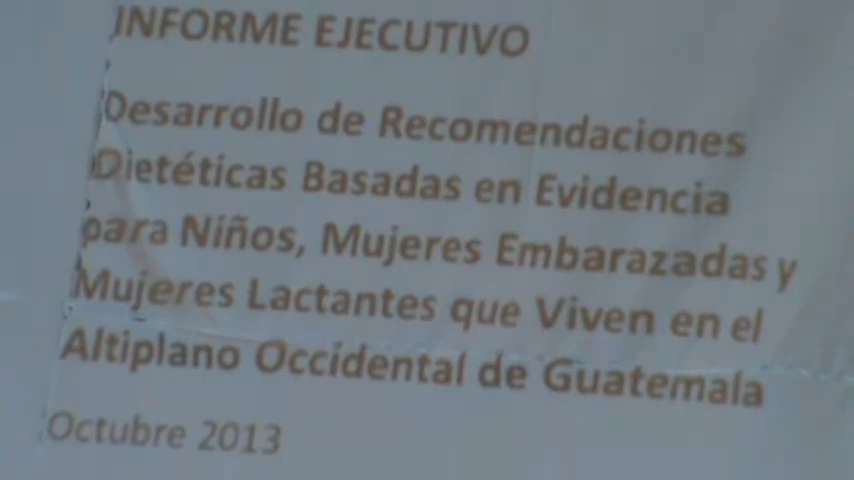 INFORME EJECUTIVO
Desarrollo de Recomendaciones
Dietéticas Basadas en Evidencia
para Niños, Mujeres Embarazadas y
Mujeres Lactantes que Viven en el
Altiplano Occidental de Guatemala
Octubre 2013